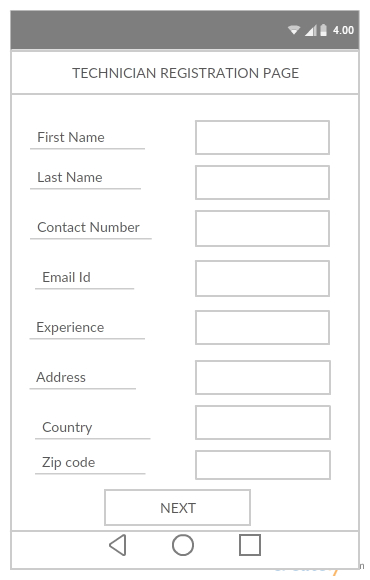 4.00
TECHNICIAN REGISTRATION PAGE
First Name
Last Name
Contact Number
Email Id
Experience
Address
Country
Zip code
NEXT